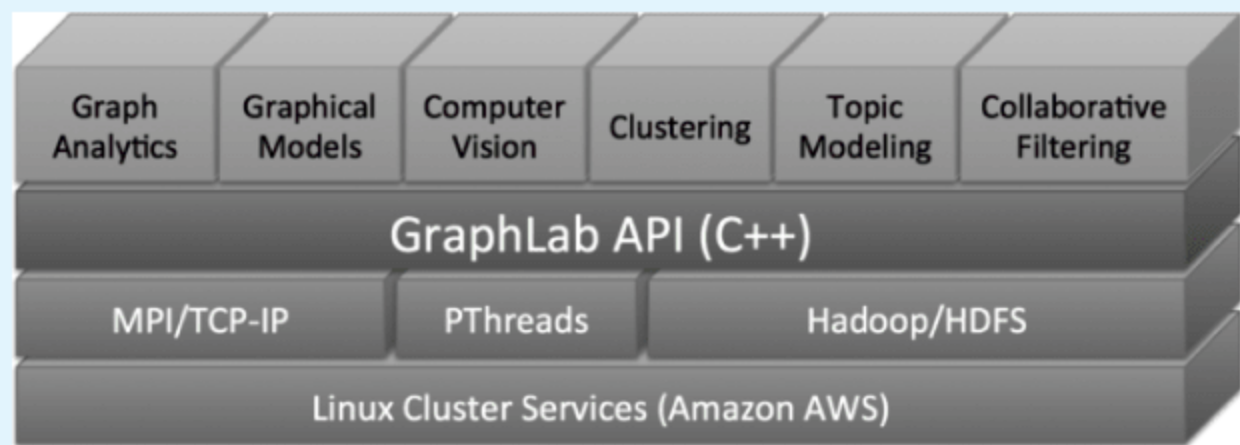 Graph
Analytics
Graphical
Models
Computer
Vision
Clustering
Topic
Modeling
Collaborative
Filtering
GraphLab API (C++)
MPI/TCP-IP
PThreads
Hadoop/HDFS
Linux Cluster Services (Amazon AWS)